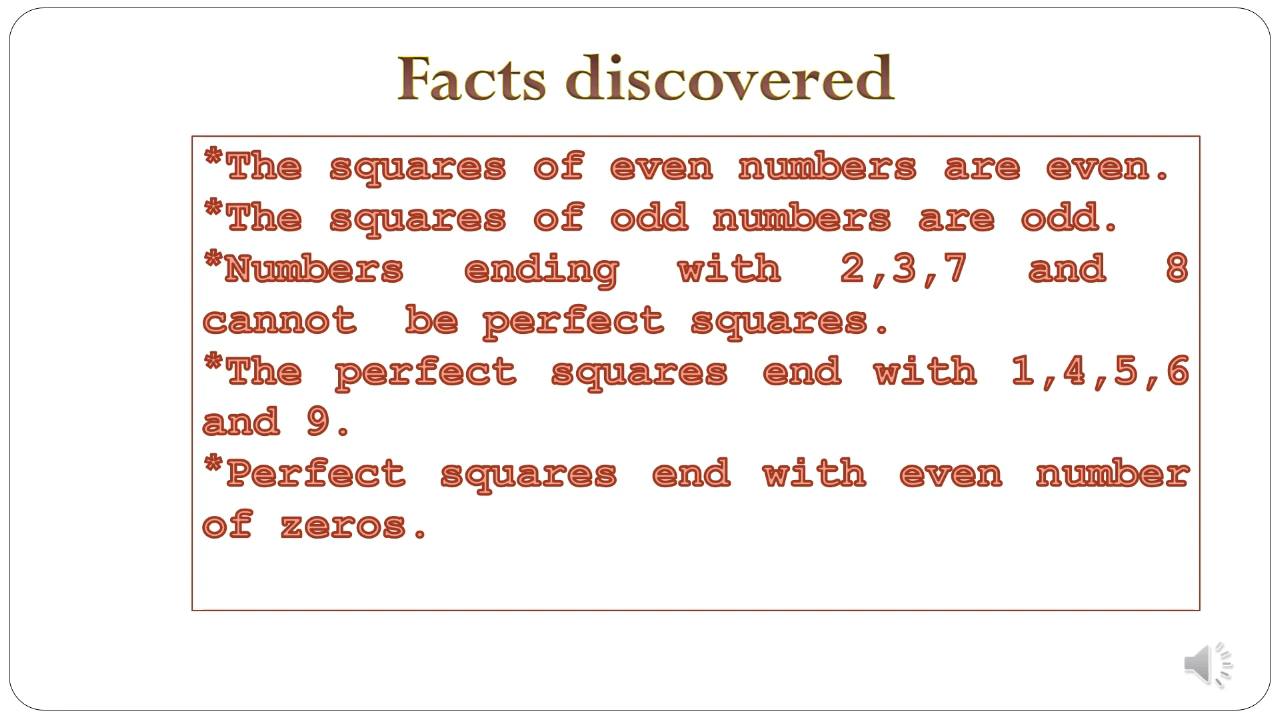 Facts discovered
*The squares of even numbers are even.
*The squares of odd numbers are odd.
*Numbers ending with 2,3,7 and 8
cannot be perfect squares.
*The perfect squares end with 1,4,5,6
and 9.
*Perfect squares end with even number
of zeros.